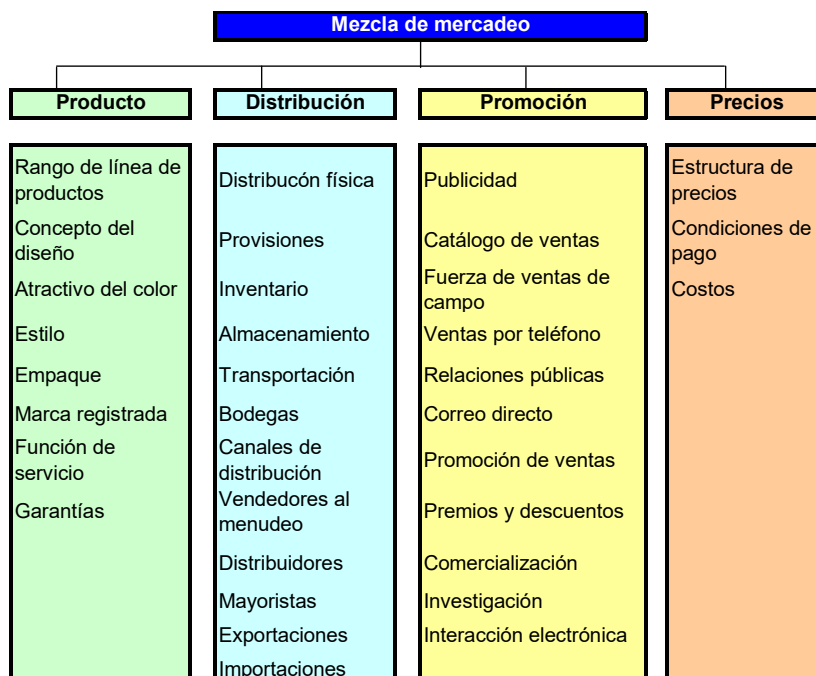 Mezcla de mercadeo
Producto
Distribución
Promoción
Precios
Rango de línea de
productos
Concepto del
diseño
Atractivo del color
Estilo
Empaque
Marca registrada
Función de
servicio
Garantías
Distribucón física
Provisiones
Inventario
Almacenamiento
Transportación
Bodegas
Canales de
distribución
Vendedores al
menudeo
Distribuidores
Mayoristas
Exportaciones
Importaciones
Publicidad
Catálogo de ventas
Fuerza de ventas de
campo
Ventas por teléfono
Relaciones públicas
Correo directo
Promoción de ventas
Premios y descuentos
Comercialización
Investigación
Interacción electrónica
Estructura de
precios
Condiciones de
pago
Costos